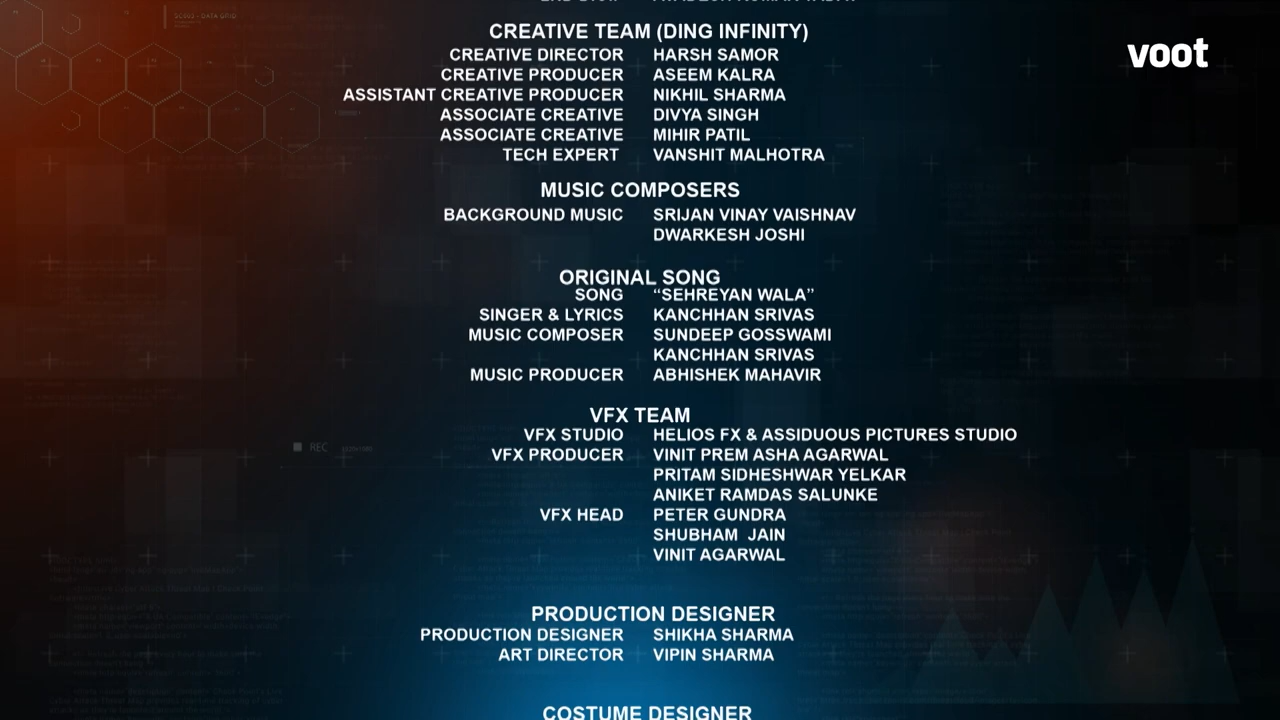 CREATIVE TEAM (DING INFINITY)
voot
CREATIVE DIRECTOR HARSH SAMOR
CREATIVE PRODUCER ASEEM KALRA
ASSISTANT CREATIVE PRODUCER NIKHIL SHARMA
ASSOCIATE CREATIVE DIVYA SINGH
ASSOCIATE CREATIVE MIHIR PATIL
TECH EXPERT VANSHIT MALHOTRA
MUSIC COMPOSERS
BACKGROUND MUSIC SRIJAN VINAY VAISHNAV
DWARKESH JOSHI
ORIGINAL SONG
SONG “SEHREYAN WALA”
SINGER & LYRICS KANCHHAN SRIVAS
MUSIC COMPOSER SUNDEEP GOSSWAMI
KANCHHAN SRIVAS
MUSIC PRODUCER ABHISHEK MAHAVIR
VFX TEAM
VFX STUDIO HELIOS FX & ASSIDUOUS PICTURES STUDIO
VFX PRODUCER VINIT PREM ASHA AGARWAL
REC
PRITAM SIDHESHWAR YELKAR
ANIKET RAMDAS SALUNKE
VFX HEAD PETER GUNDRA
SHUBHAM JAIN
VINIT AGARWAL
PRODUCTION DESIGNER
PRODUCTION DESIGNER SHIKHA SHARMA
ART DIRECTOR VIPIN SHARMA
COSTUME DESIGNER